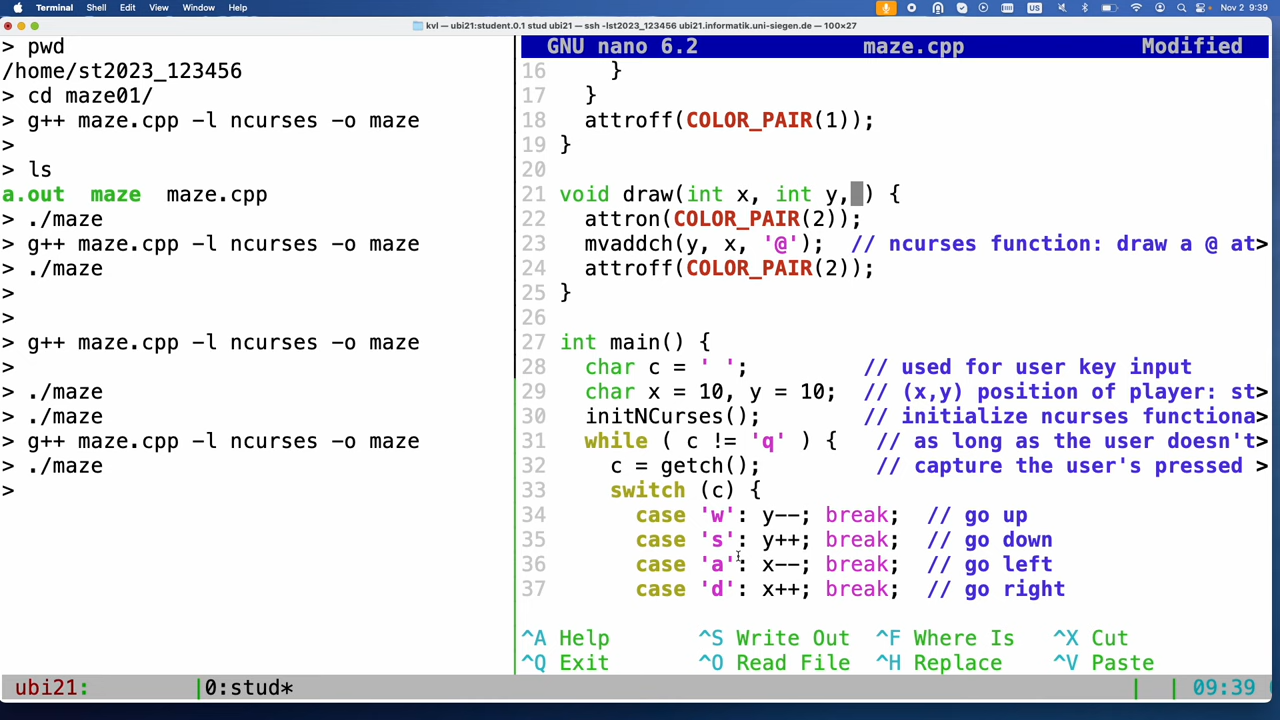 Terminal Shell Edit View Window Help
Nov 2 9:39
kvl — ubi21:student.0.1 stud ubi21 — ssh -lst2023_123456 ubi21.informatik.uni-siegen.de — 100×27
> pwd
/home/st2023_123456
> cd maze01/
> g++ maze.cpp -l ncurses -o maze
>
> ls
a.out maze maze.cpp
> ./maze
> g++ maze.cpp -l ncurses -o maze
> ./maze
>
>
> g++ maze.cpp -l ncurses -o maze
>
> ./maze
> ./maze
> g++ maze.cpp -l ncurses -o maze
> ./maze
>
GNU nano 6.2 maze.cpp Modified
16     }
17   }
18   attroff(COLOR_PAIR(1));
19 }
20
21 void draw(int x, int y, ) {
22   attron(COLOR_PAIR(2));
23   mvaddch(y, x, '@');  // ncurses function: draw a @ at>
24   attroff(COLOR_PAIR(2));
25 }
26
27 int main() {
28   char c = ' ';         // used for user key input
29   char x = 10, y = 10;  // (x,y) position of player: st>
30   initNCurses();        // initialize ncurses functiona>
31   while ( c != 'q' ) {   // as long as the user doesn't>
32     c = getch();         // capture the user's pressed >
33     switch (c) {
34       case 'w': y--; break;  // go up
35       case 's': y++; break;  // go down
36       case 'a': x--; break;  // go left
37       case 'd': x++; break;  // go right
^A Help ^S Write Out ^F Where Is ^X Cut
^Q Exit ^O Read File ^H Replace ^V Paste
ubi21: |0:stud* | | 09:39